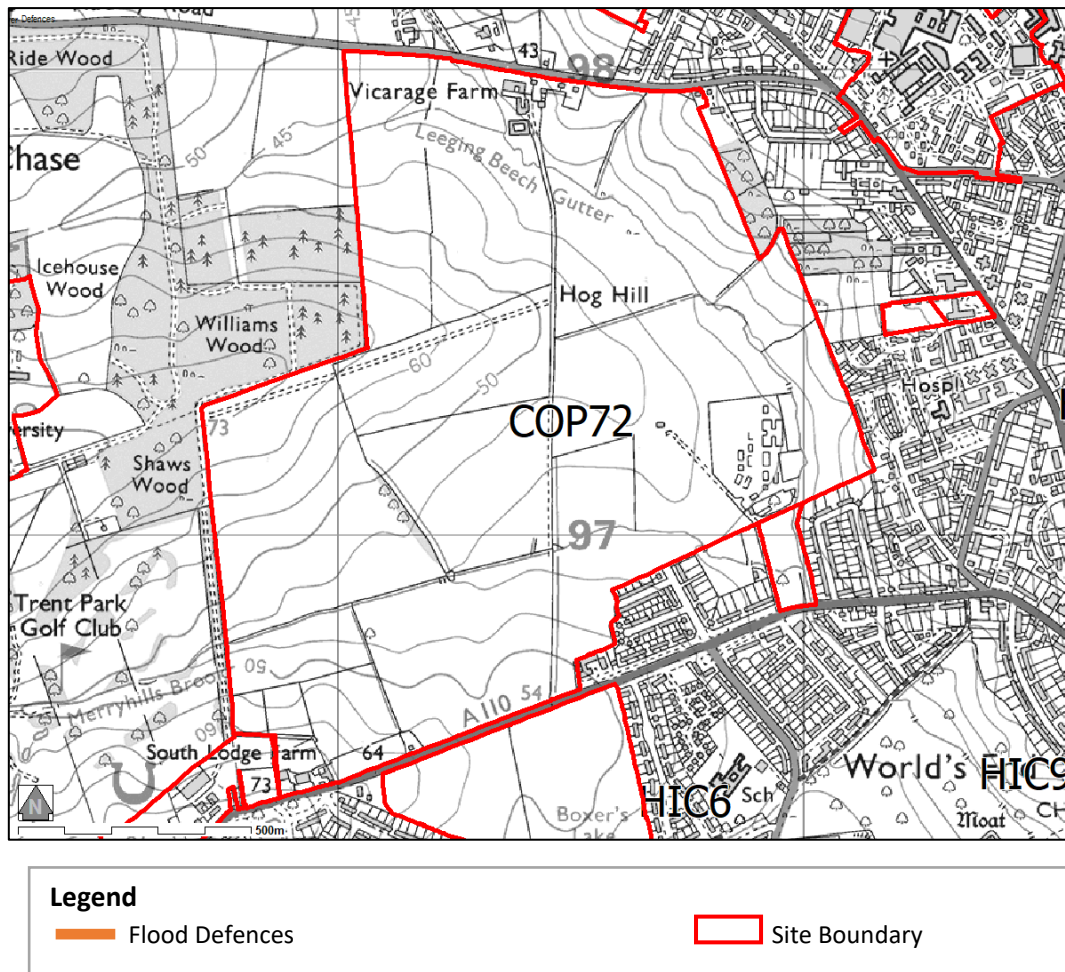 Defences
Road
Ride Wood
43
98
Vicarage Farm
45
45
50
Leeging Beech
Gutter
Chase
Icehouse
Wood
Hog Hill
Williams
Wood
60
50
Hospl
COP72
ersity
73
Shaws
Wood
97
Trent Park
Golf Club
50
Merryhills Brook
60
A110
54
South Lodge Farm
64
73
World's
HIC9
HIC6
Sch
Boxer's
Lake
Moat
CH
N
500m
Legend
Flood Defences
Site Boundary